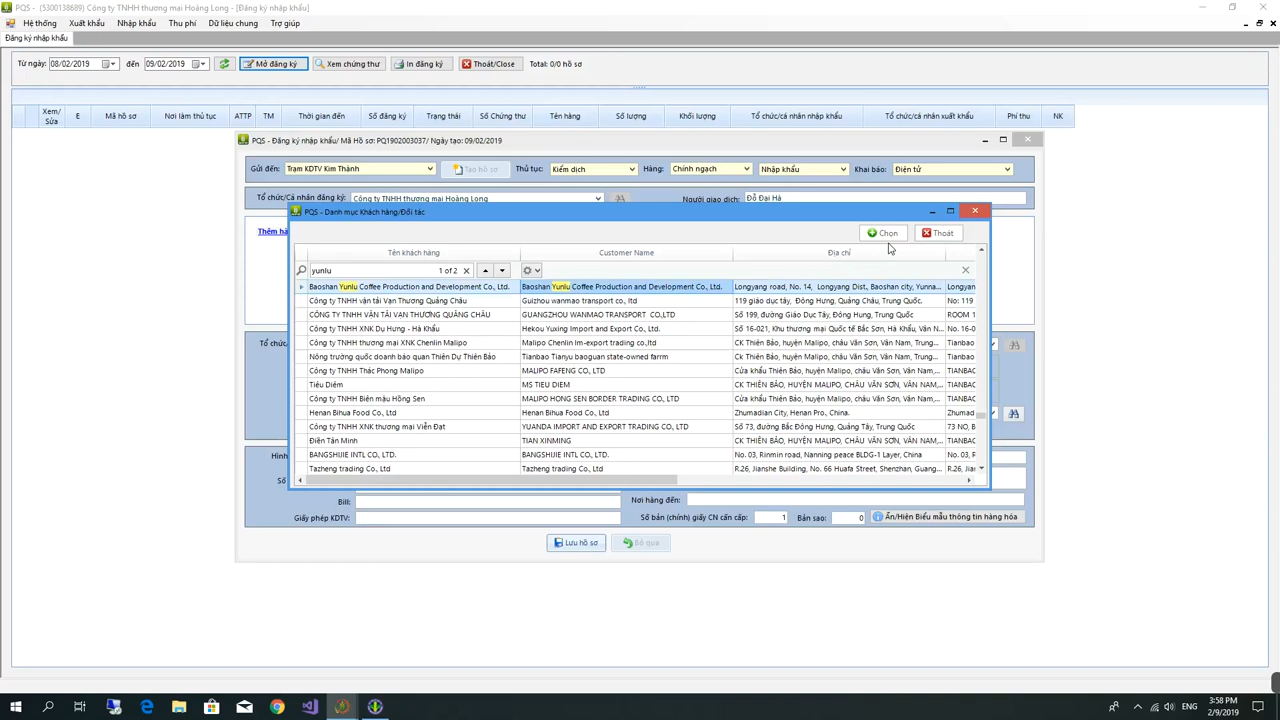 PQS - (5300138689) Công ty TNHH thương mại Hoàng Long - [Đăng ký nhập khẩu]
Hệ thống Xuất khẩu Nhập khẩu Thu phí Dữ liệu chung Trợ giúp
Đăng ký nhập khẩu
Từ ngày: 08/02/2019 đến 09/02/2019 Mở đăng ký Xem chứng thư In đăng ký Thoát/Close Total: 0/0 hồ sơ
Xem/ Sửa E Mã hồ sơ Nơi làm thủ tục ATTP TM Thời gian đến Số đăng ký Trạng thái Số Chứng thư Tên hàng Số lượng Khối lượng Tổ chức/cá nhân nhập khẩu Tổ chức/cá nhân xuất khẩu Phí thu NK
PQS - Đăng ký nhập khẩu/ Mã Hồ sơ: PQ1902003037/ Ngày tạo: 09/02/2019
Gửi đến: Trạm KDTV Kim Thành Tạo hồ sơ Thủ tục: Kiểm dịch Hàng: Chính ngạch Nhập khẩu Khai báo: Điện tử
Tổ chức/Cá nhân đăng ký: Công ty TNHH thương mại Hoàng Long Người giao dịch: Đỗ Đại Hà
PQS - Danh mục Khách hàng/Đối tác
Thêm hà
Chọn Thoát
Tên khách hàng Customer Name Địa chỉ
yunlu 1 of 2
Baoshan Yunlu Coffee Production and Development Co., Ltd. Baoshan Yunlu Coffee Production and Development Co., Ltd. Longyang road, No. 14, Longyang Dist., Baoshan city, Yunna... Longyan
Công ty TNHH vận tải Vạn Thương Quảng Châu Guizhou wanmao transport co., ltd 119 giáo dục tây, Đông Hưng, Quảng Châu, Trung Quốc. No: 119
CÔNG TY TNHH VẬN TẢI VẠN THƯƠNG QUẢNG CHÂU GUANGZHOU WANMAO TRANSPORT CO.,LTD Số 199, đường Giáo Dục Tây, Đông Hưng, Trung Quốc ROOM 1
Công ty TNHH XNK Dụ Hưng - Hà Khẩu Hekou Yuxing Import and Export Co., Ltd. Số 16-021, Khu thương mại Quốc tế Bắc Sơn, Hà Khẩu, Vân N... No. 16-0
Công ty TNHH thương mại XNK Chenlin Malipo Malipo Chenlin Im-export trading co.,ltd Ck Thiên Bảo, huyện Malipo, châu Văn Sơn, Vân Nam, Trung... Tianbao
Nông trường quốc doanh bảo quan Thiên Dự Thiên Bảo Tianbao Tianyu baoguan state-owned farrm Ck Thiên Bảo, huyện Malipo, châu Văn Sơn, Vân Nam, Trung... Tianbao
Công ty TNHH Thác Phong Malipo MALIPO FAFENG CO., LTD Cửa khẩu Thiên Bảo, huyện Malipo, châu Văn Sơn, Vân Nam,... TIANBAO
Tiêu Diễm MS TIEU DIEM CK THIÊN BẢO, HUYỆN MALIPO, CHÂU VĂN SƠN, VÂN NAM,... TIANBAO
Công ty TNHH Biên mậu Hồng Sen MALIPO HONG SEN BORDER TRADING CO., LTD Cửa khẩu Thiên Bảo, huyện Malipo, châu Văn Sơn, Vân Nam,... TIANBAO
Henan Bihua Food Co., Ltd Henan Bihua Food Co., Ltd Zhumadian City, Henan Pro., China. Zhumad
Công ty TNHH XNK thương mại Viễn Đạt YUANDA IMPORT AND EXPORT TRADING CO., LTD Số 73, đường Bắc Đông Hưng, Quảng Tây, Trung Quốc 73 NO, B
Điền Tân Minh TIAN XINMING CK THIÊN BẢO, HUYỆN MALIPO, CHÂU VĂN SƠN, VÂN NAM,... TIANBAO
BANGSHIJIE INTL CO., LTD. BANGSHIJIE INTL CO., LTD. No. 03, Rinmin road, Nanning peace BLDG-1 Layer, China No. 03,
Tazheng trading Co., Ltd Tazheng trading Co., Ltd R.26, Jianshe Building, No. 66 Huafa Street, Shenzhan, Guang... R.26, Jia
Tổ chức/
Hình
Số
Bill: Nơi hàng đến:
Giấy phép KDTV: Số bản (chính) giấy CN cần cấp: 1 Bản sao: 0 Ẩn/Hiện Biểu mẫu thông tin hàng hóa
Lưu hồ sơ Bỏ qua
ENG 3:58 PM
2/9/2019